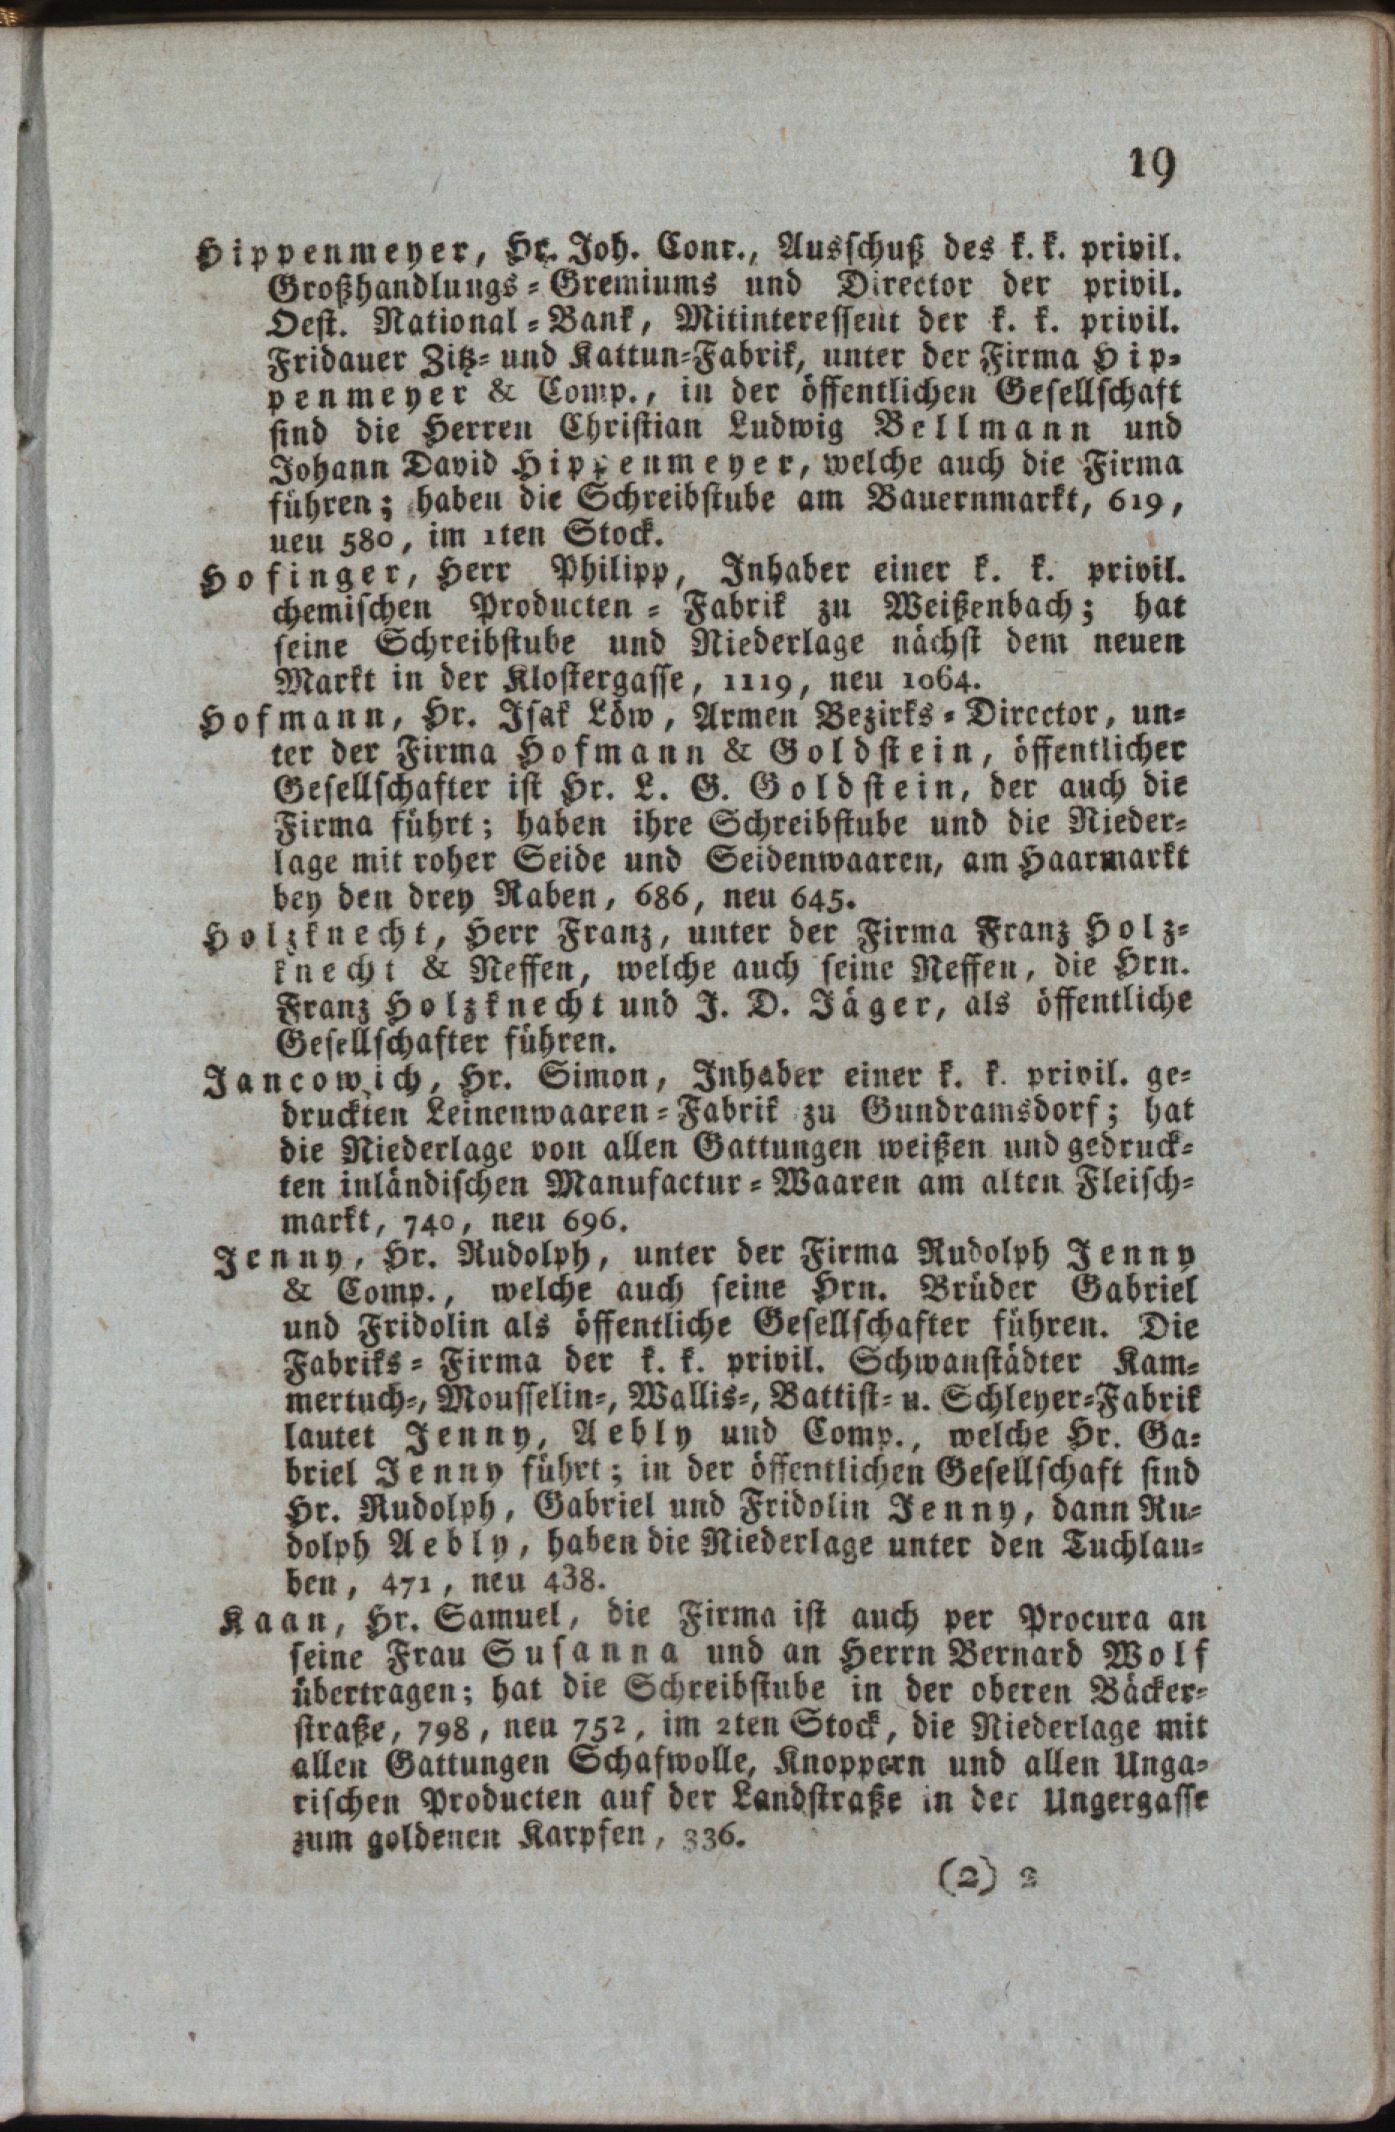 19
Hippenmeyer, Hr. Joh. Conr., Ausschuß des k. k. privil.
Großhandlungs-Gremiums und Director der privil.
Oest. National-Bank, Mitinteressent der k. k. privil.
Fridauer Zitz- und Kattun-Fabrik, unter der Firma Hip-
penmeyer & Comp., in der öffentlichen Gesellschaft
sind die Herren Christian Ludwig Bellmann und
Johann David Hippenmeyer, welche auch die Firma
führen; haben die Schreibstube am Bauernmarkt, 619,
neu 580, im 1ten Stock.
Hofinger, Herr Philipp, Inhaber einer k. k. privil.
chemischen Producten-Fabrik zu Weißenbach; hat
seine Schreibstube und Niederlage nächst dem neuen
Markt in der Klostergasse, 1119, neu 1064.
Hofmann, Hr. Isak Löw, Armen Bezirks-Director, un-
ter der Firma Hofmann & Goldstein, öffentlicher
Gesellschafter ist Hr. L. G. Goldstein, der auch die
Firma führt; haben ihre Schreibstube und die Nieder-
lage mit roher Seide und Seidenwaaren, am Haarmarkt
bey den drey Raben, 686, neu 645.
Holzknecht, Herr Franz, unter der Firma Franz Holz-
knecht & Neffen, welche auch seine Neffen, die Hrn.
Franz Holzknecht und J. D. Jäger, als öffentliche
Gesellschafter führen.
Jancowich, Hr. Simon, Inhaber einer k. k. privil. ge-
druckten Leinenwaaren-Fabrik zu Gundramsdorf; hat
die Niederlage von allen Gattungen weißen und gedruck-
ten inländischen Manufactur-Waaren am alten Fleisch-
markt, 740, neu 696.
Jenny, Hr. Rudolph, unter der Firma Rudolph Jenny
& Comp., welche auch seine Hrn. Brüder Gabriel
und Fridolin als öffentliche Gesellschafter führen. Die
Fabriks-Firma der k. k. privil. Schwanstädter Kam-
mertuch-, Mousselin-, Wallis-, Battist- u. Schleyer-Fabrik
lautet Jenny, Aebly und Comp., welche Hr. Ga-
briel Jenny führt; in der öffentlichen Gesellschaft sind
Hr. Rudolph, Gabriel und Fridolin Jenny, dann Ru-
dolph Aebly, haben die Niederlage unter den Tuchlau-
ben, 471, neu 438.
Kaan, Hr. Samuel, die Firma ist auch per Procura an
seine Frau Susanna und an Herrn Bernard Wolf
übertragen; hat die Schreibstube in der oberen Bäcker-
straße, 798, neu 752, im 2ten Stock, die Niederlage mit
allen Gattungen Schafwolle, Knoppern und allen Unga-
rischen Producten auf der Landstraße in der Ungergasse
zum goldenen Karpfen, 336.
(2) 2